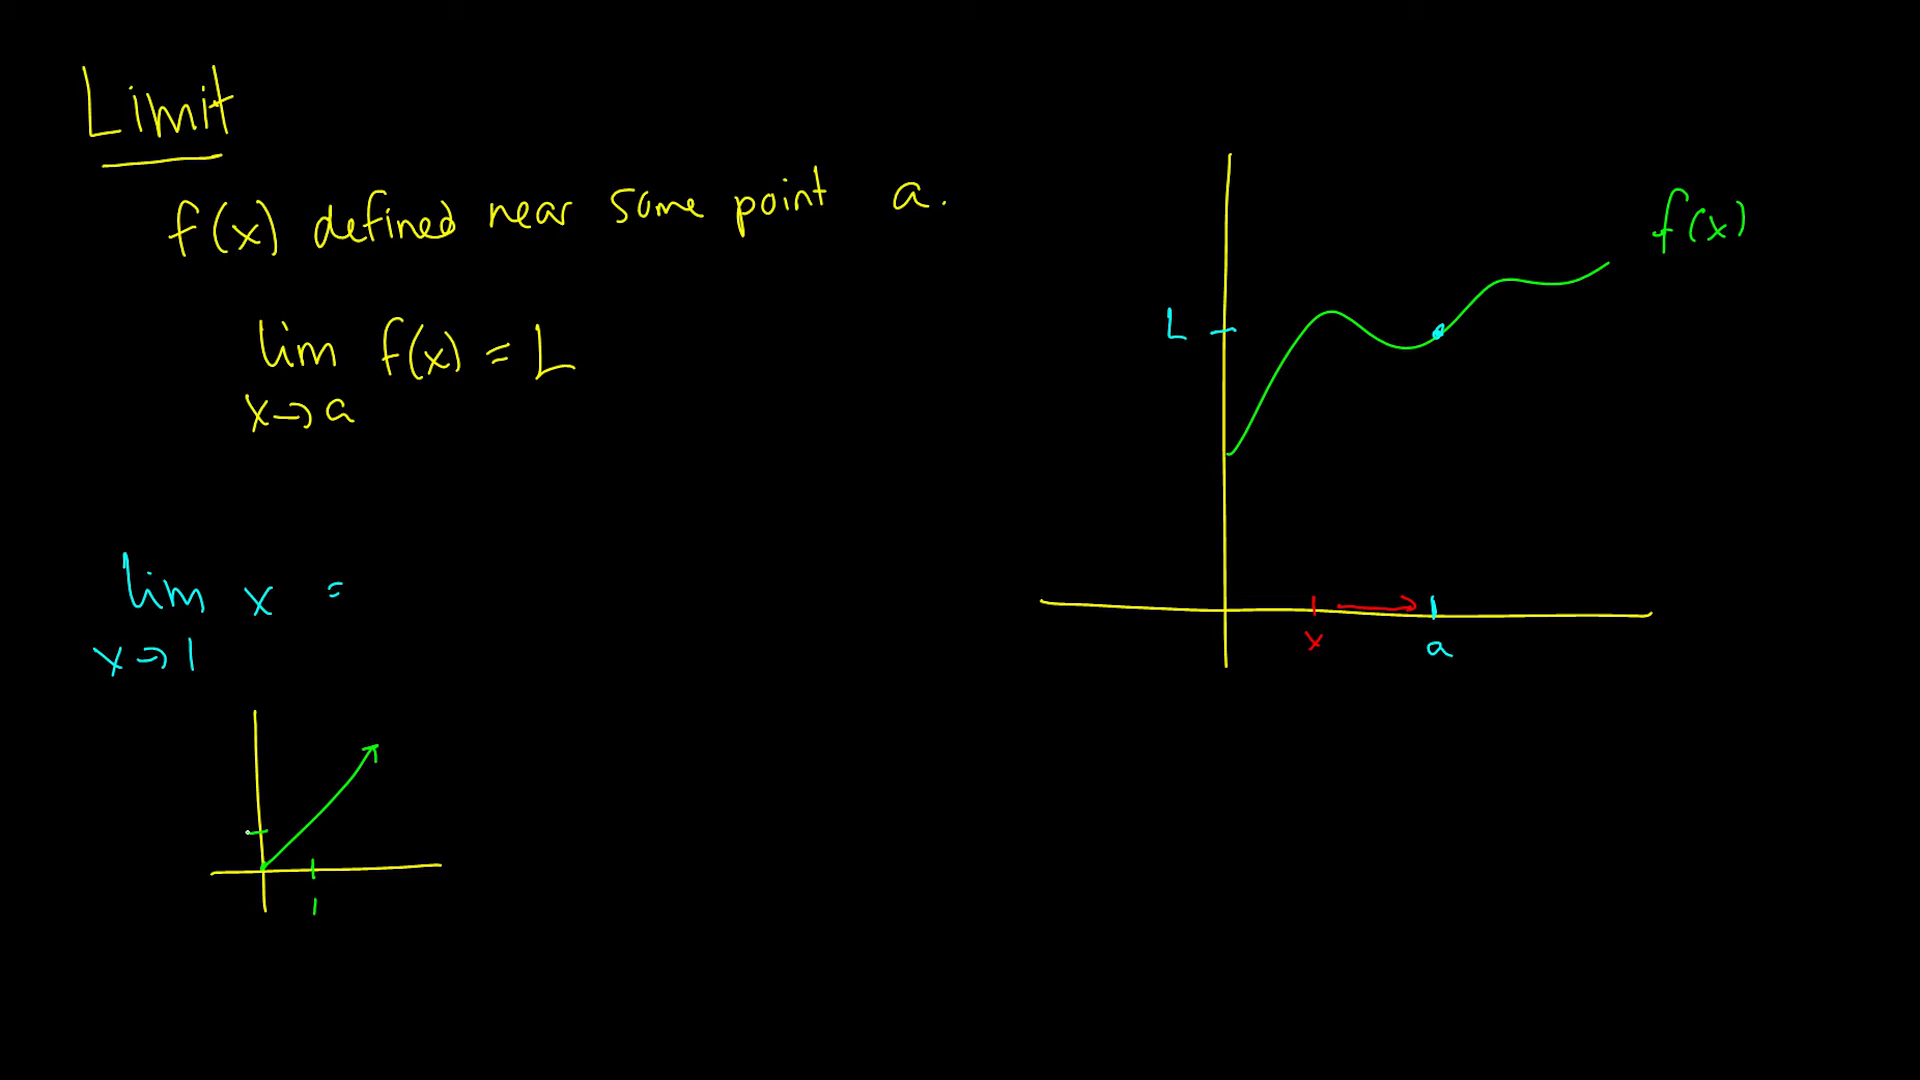 Limit
f(x) defined near some point a.
lim f(x) = L
x→a
lim x =
x→1
1
f(x)
L
x
a